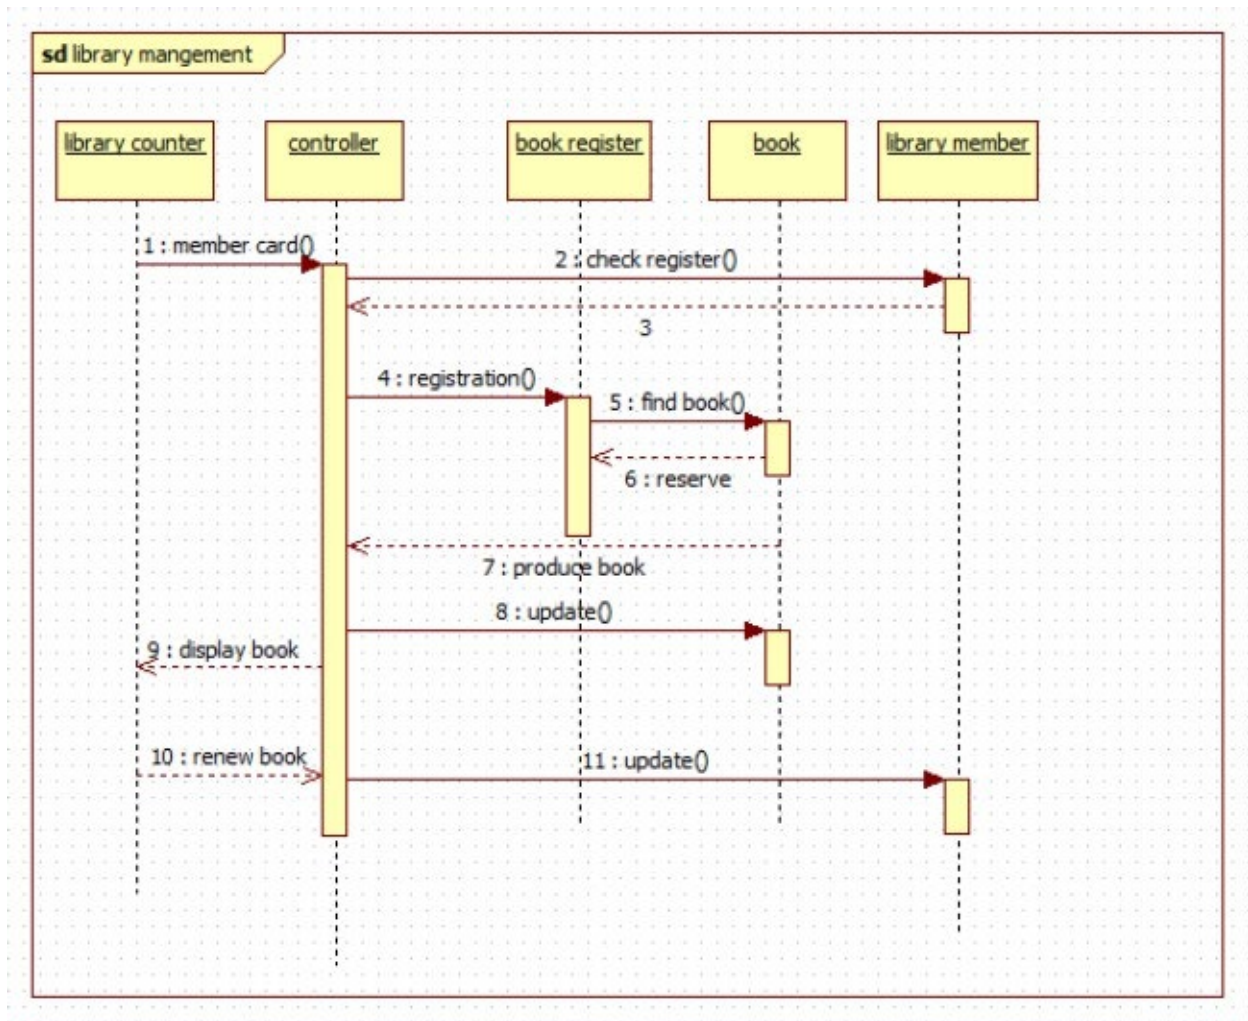 sd library mangement
library counter
controller
book register
book
library member
1 : member card()
2 : check register()
3
4 : registration()
5 : find book()
6 : reserve
7 : produce book
8 : update()
9 : display book
10 : renew book
11 : update()